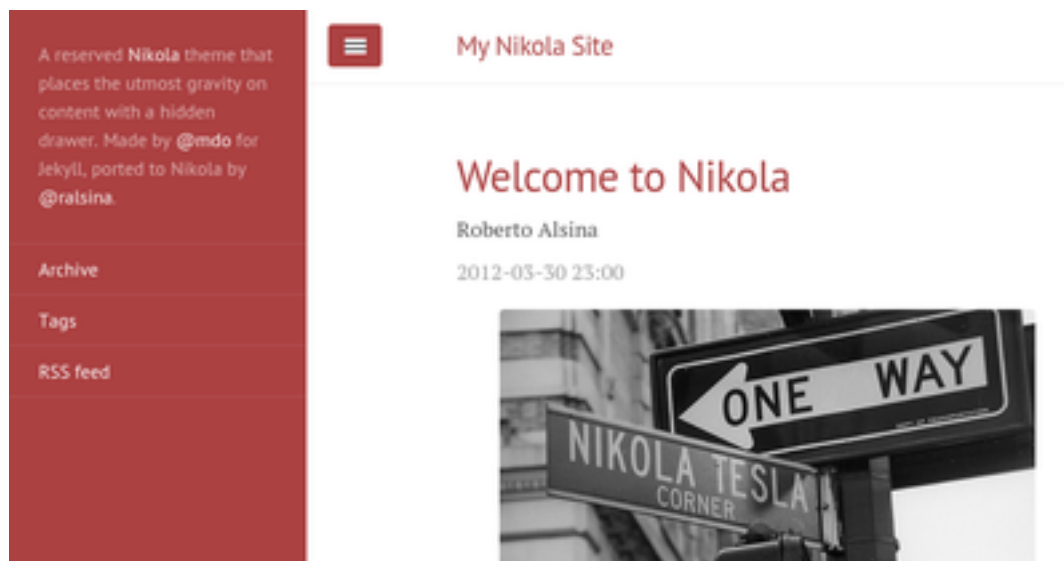 A reserved Nikola theme that
places the utmost gravity on
content with a hidden
drawer. Made by @mdo for
Jekyll, ported to Nikola by
@ralsina.
Archive
Tags
RSS feed
My Nikola Site
Welcome to Nikola
Roberto Alsina
2012-03-30 23:00
ONE WAY
NIKOLA TESLA
CORNER